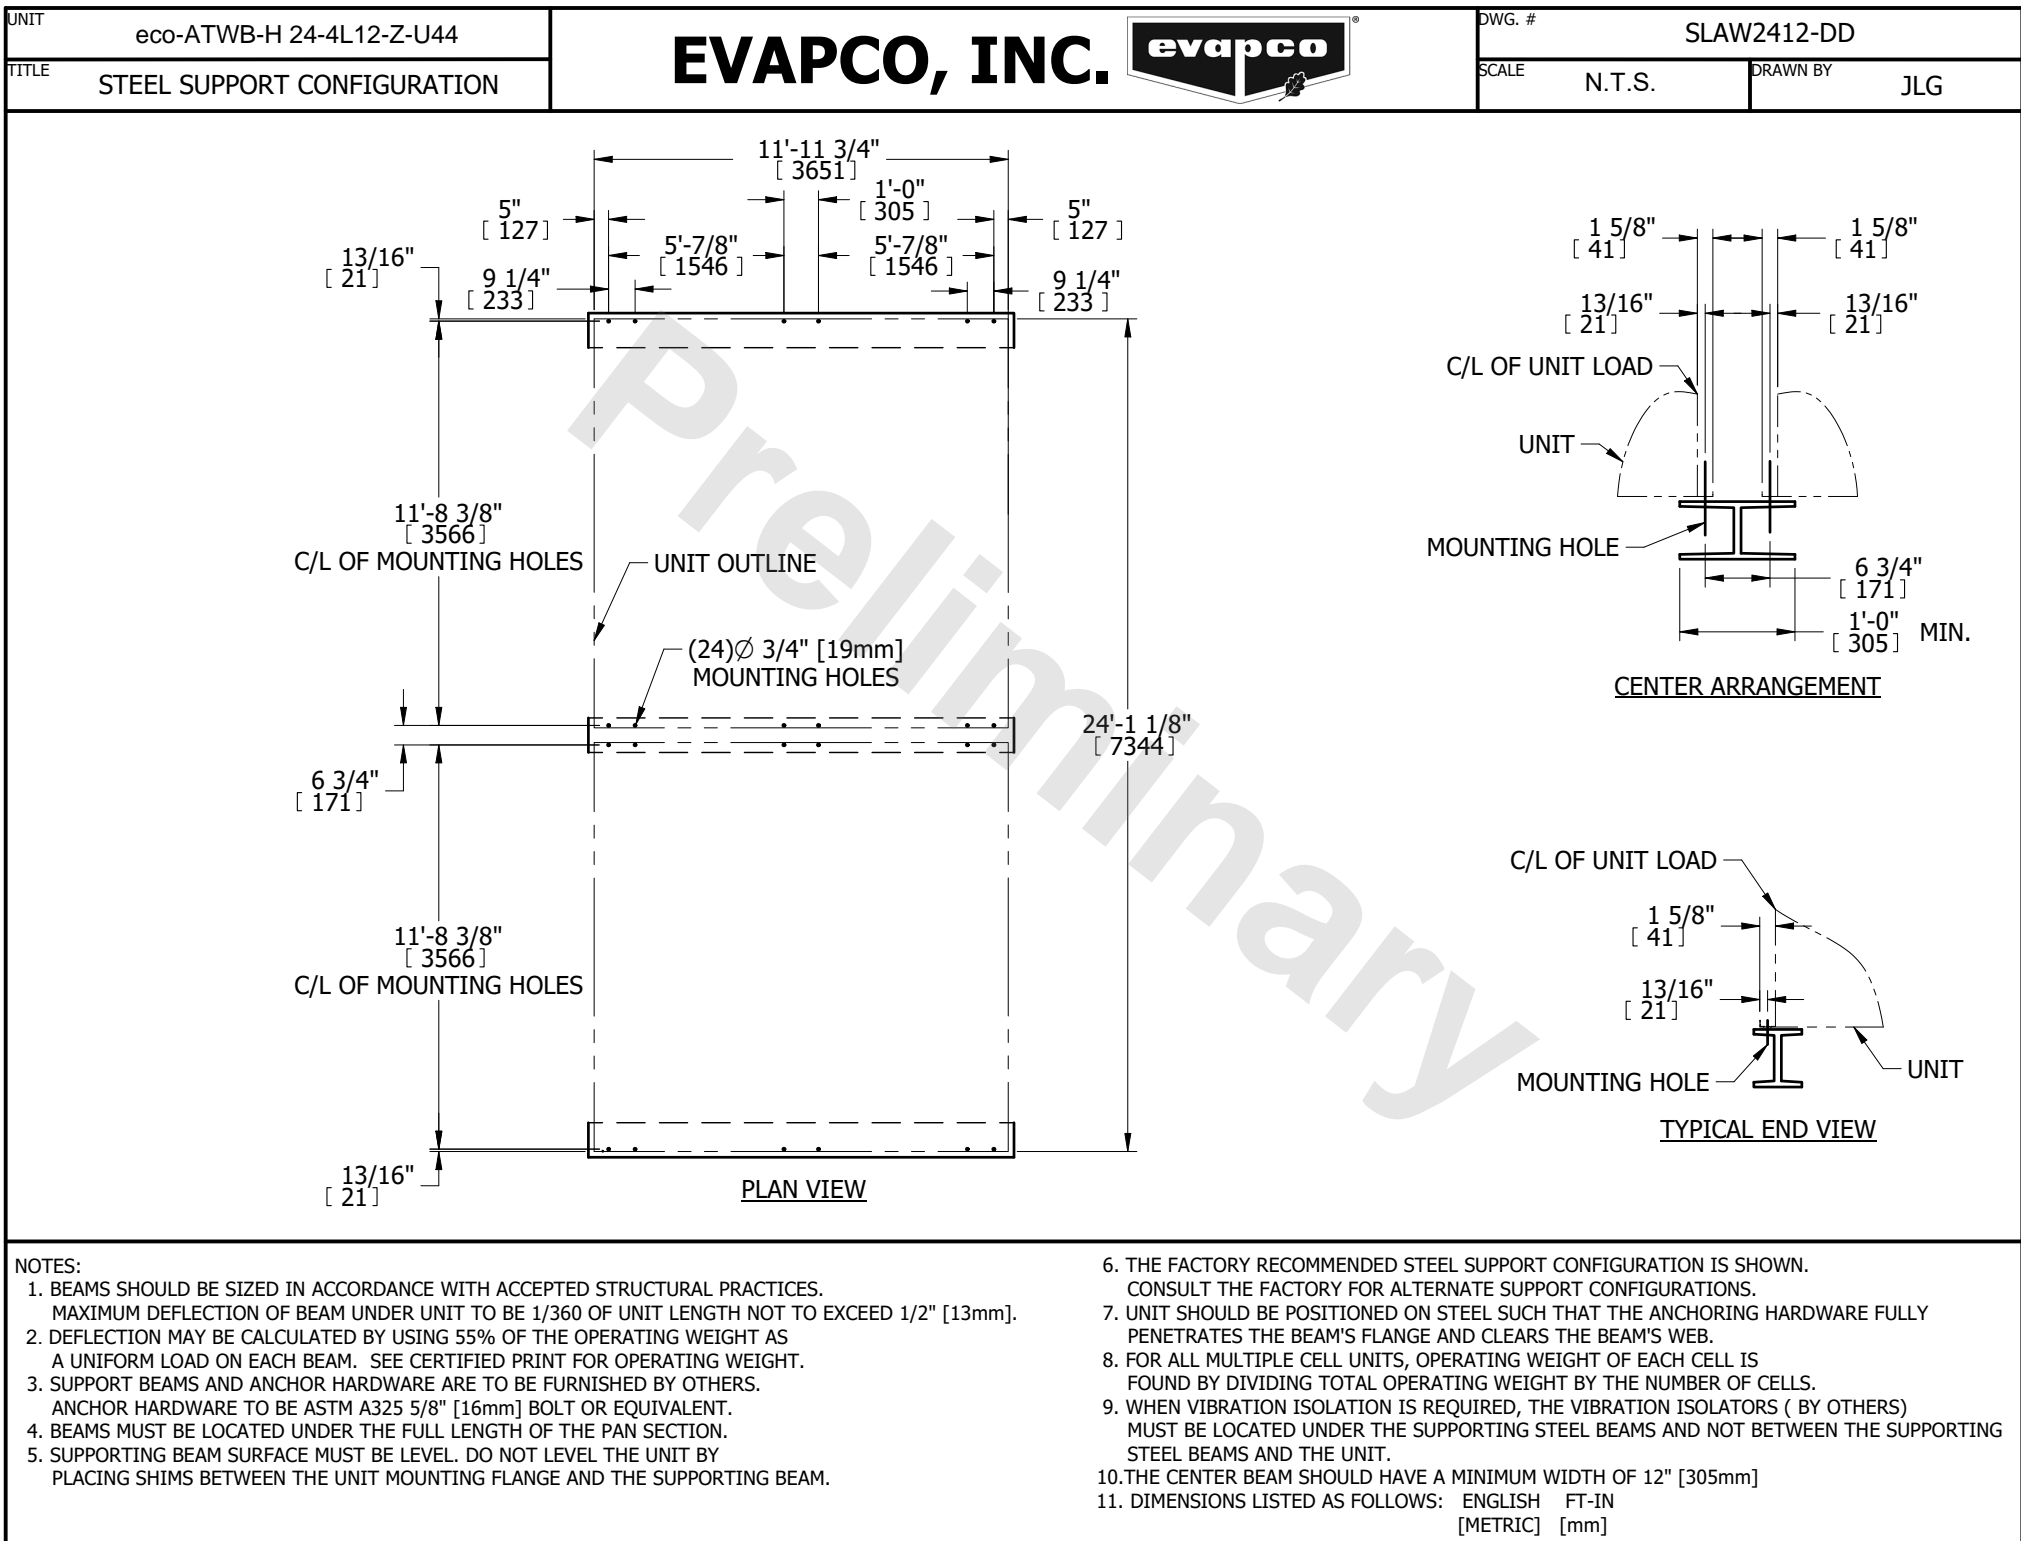 UNIT
eco-ATWB-H 24-4L12-Z-U44
TITLE
STEEL SUPPORT CONFIGURATION
EVAPCO, INC.
evapco
®
DWG. #
SLAW2412-DD
SCALE
N.T.S.
DRAWN BY
JLG
11'-11 3/4"
[ 3651 ]
1'-0"
[ 305 ]
5"
[ 127 ]
5"
[ 127 ]
5'-7/8"
[ 1546 ]
5'-7/8"
[ 1546 ]
13/16"
[ 21 ]
9 1/4"
[ 233 ]
9 1/4"
[ 233 ]
11'-8 3/8"
[ 3566 ]
C/L OF MOUNTING HOLES
UNIT OUTLINE
(24)Ø 3/4" [19mm]
MOUNTING HOLES
24'-1 1/8"
[ 7344 ]
6 3/4"
[ 171 ]
11'-8 3/8"
[ 3566 ]
C/L OF MOUNTING HOLES
13/16"
[ 21 ]
PLAN VIEW
Preliminary
1 5/8"
[ 41 ]
1 5/8"
[ 41 ]
13/16"
[ 21 ]
13/16"
[ 21 ]
C/L OF UNIT LOAD
UNIT
MOUNTING HOLE
6 3/4"
[ 171 ]
1'-0"
[ 305 ] MIN.
CENTER ARRANGEMENT
C/L OF UNIT LOAD
1 5/8"
[ 41 ]
13/16"
[ 21 ]
MOUNTING HOLE
UNIT
TYPICAL END VIEW
NOTES:
1. BEAMS SHOULD BE SIZED IN ACCORDANCE WITH ACCEPTED STRUCTURAL PRACTICES.
MAXIMUM DEFLECTION OF BEAM UNDER UNIT TO BE 1/360 OF UNIT LENGTH NOT TO EXCEED 1/2" [13mm].
2. DEFLECTION MAY BE CALCULATED BY USING 55% OF THE OPERATING WEIGHT AS
A UNIFORM LOAD ON EACH BEAM. SEE CERTIFIED PRINT FOR OPERATING WEIGHT.
3. SUPPORT BEAMS AND ANCHOR HARDWARE ARE TO BE FURNISHED BY OTHERS.
ANCHOR HARDWARE TO BE ASTM A325 5/8" [16mm] BOLT OR EQUIVALENT.
4. BEAMS MUST BE LOCATED UNDER THE FULL LENGTH OF THE PAN SECTION.
5. SUPPORTING BEAM SURFACE MUST BE LEVEL. DO NOT LEVEL THE UNIT BY
PLACING SHIMS BETWEEN THE UNIT MOUNTING FLANGE AND THE SUPPORTING BEAM.
6. THE FACTORY RECOMMENDED STEEL SUPPORT CONFIGURATION IS SHOWN.
CONSULT THE FACTORY FOR ALTERNATE SUPPORT CONFIGURATIONS.
7. UNIT SHOULD BE POSITIONED ON STEEL SUCH THAT THE ANCHORING HARDWARE FULLY
PENETRATES THE BEAM'S FLANGE AND CLEARS THE BEAM'S WEB.
8. FOR ALL MULTIPLE CELL UNITS, OPERATING WEIGHT OF EACH CELL IS
FOUND BY DIVIDING TOTAL OPERATING WEIGHT BY THE NUMBER OF CELLS.
9. WHEN VIBRATION ISOLATION IS REQUIRED, THE VIBRATION ISOLATORS ( BY OTHERS)
MUST BE LOCATED UNDER THE SUPPORTING STEEL BEAMS AND NOT BETWEEN THE SUPPORTING
STEEL BEAMS AND THE UNIT.
10.THE CENTER BEAM SHOULD HAVE A MINIMUM WIDTH OF 12" [305mm]
11. DIMENSIONS LISTED AS FOLLOWS: ENGLISH FT-IN
[METRIC] [mm]